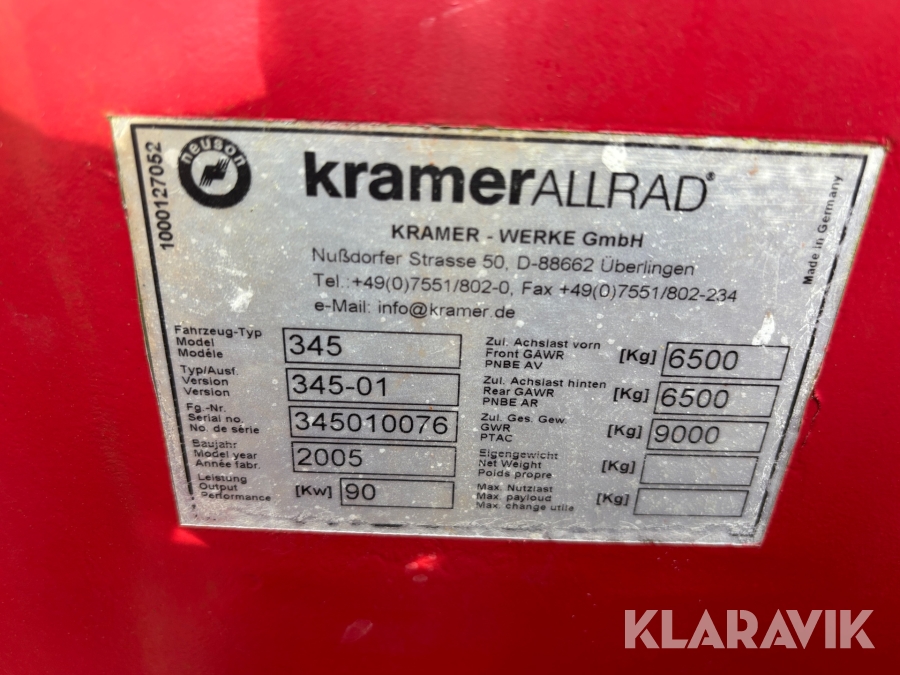 neuson
1000127052
kramerALLRAD®
Made in Germany
KRAMER - WERKE GmbH
Nußdorfer Strasse 50, D-88662 Überlingen
Tel.:+49(0)7551/802-0, Fax +49(0)7551/802-234
e-Mail: info@kramer.de
Fahrzeug-Typ
Model
Modéle
345
Typ/Ausf.
Version
Version
345-01
Fg.-Nr.
Serial no.
No. de série
345010076
Baujahr
Model year
Année fabr.
2005
Leistung
Output
Performance
[Kw] 90
Zul. Achslast vorn
Front GAWR
PNBE AV
[Kg] 6500
Zul. Achslast hinten
Rear GAWR
PNBE AR
[Kg] 6500
Zul. Ges. Gew.
GWR
PTAC
[Kg] 9000
Eigengewicht
Net Weight
Poids propre
[Kg]
Max. Nutzlast
Max. payloud
Max. change utile
[Kg]
KLARAVIK